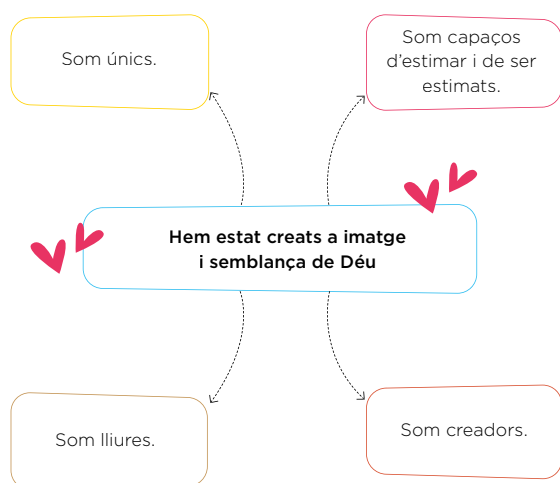 Som únics.
Som capaços
d'estimar i de ser
estimats.
Hem estat creats a imatge
i semblança de Déu
Som lliures.
Som creadors.